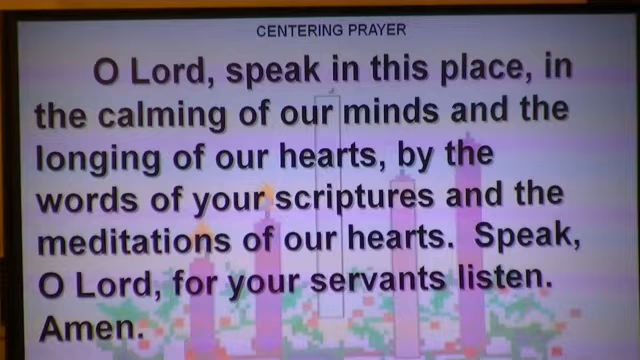 CENTERING PRAYER
O Lord, speak in this place, in
the calming of our minds and the
longing of our hearts, by the
words of your scriptures and the
meditations of our hearts. Speak,
O Lord, for your servants listen.
Amen.